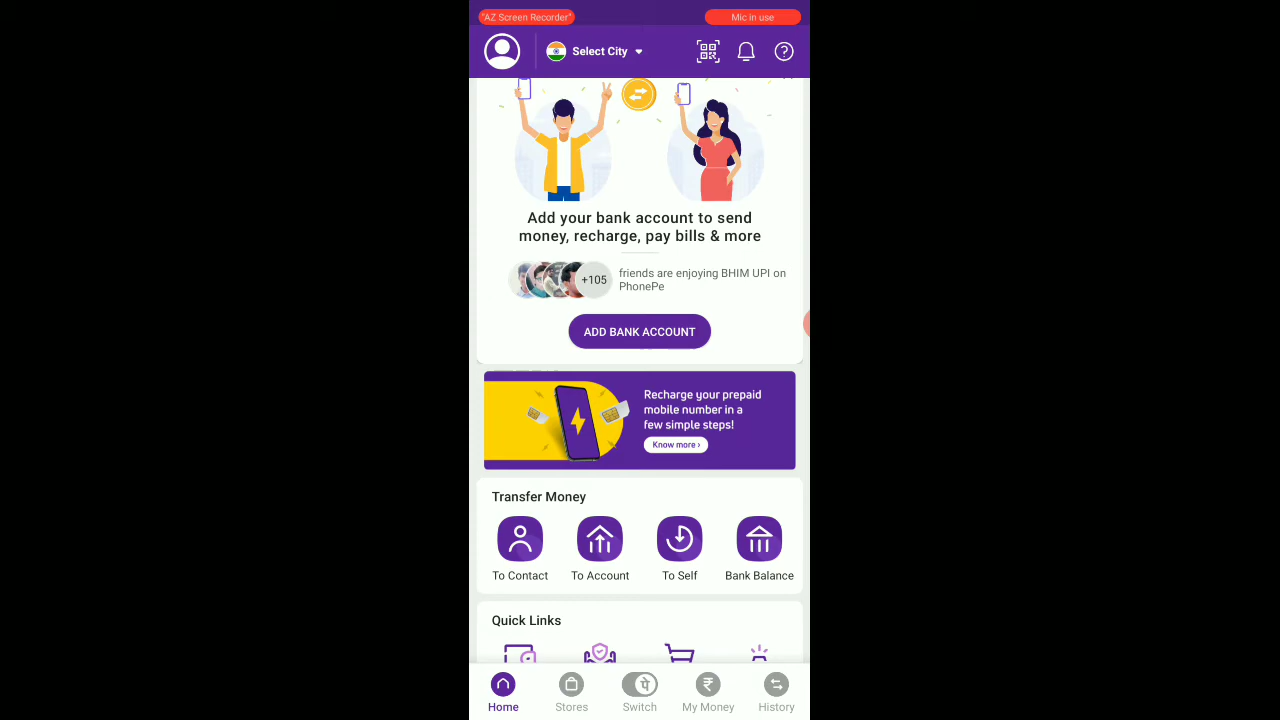 "AZ Screen Recorder"
Mic in use
Select City
Add your bank account to send
money, recharge, pay bills & more
+105
friends are enjoying BHIM UPI on
PhonePe
ADD BANK ACCOUNT
Recharge your prepaid
mobile number in a
few simple steps!
Know more ›
Transfer Money
To Contact To Account To Self Bank Balance
Quick Links
₹
पे
Home Stores Switch My Money History